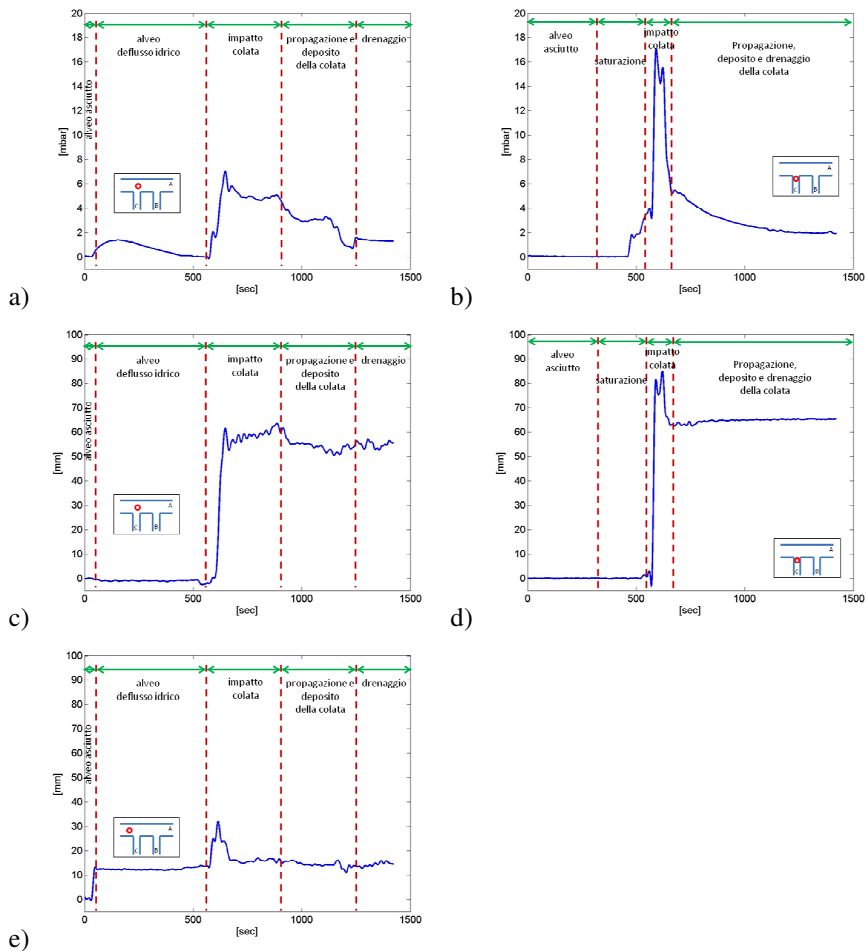 20
18
16
14
12
10
8
6
4
2
0
[mbar]
alveo asciutto
alveo
deflusso idrico
impatto
colata
propagazione e
deposito
della colata
drenaggio
A
C
B
0
500
1000
1500
[sec]
a)
20
18
16
14
12
10
8
6
4
2
0
[mbar]
alveo
asciutto
saturazione
impatto
colata
Propagazione,
deposito e drenaggio
della colata
A
C
B
0
500
1000
1500
[sec]
b)
100
90
80
70
60
50
40
30
20
10
0
[mm]
alveo asciutto
alveo
deflusso idrico
impatto
colata
propagazione e
deposito
della colata
drenaggio
A
C
B
0
500
1000
1500
[sec]
c)
100
90
80
70
60
50
40
30
20
10
0
[mm]
alveo
asciutto
saturazione
impatto
colata
Propagazione,
deposito e drenaggio
della colata
A
C
B
0
500
1000
1500
[sec]
d)
100
90
80
70
60
50
40
30
20
10
0
[mm]
alveo asciutto
alveo
deflusso idrico
impatto
colata
propagazione e
deposito
della colata
drenaggio
A
C
B
0
500
1000
1500
[sec]
e)